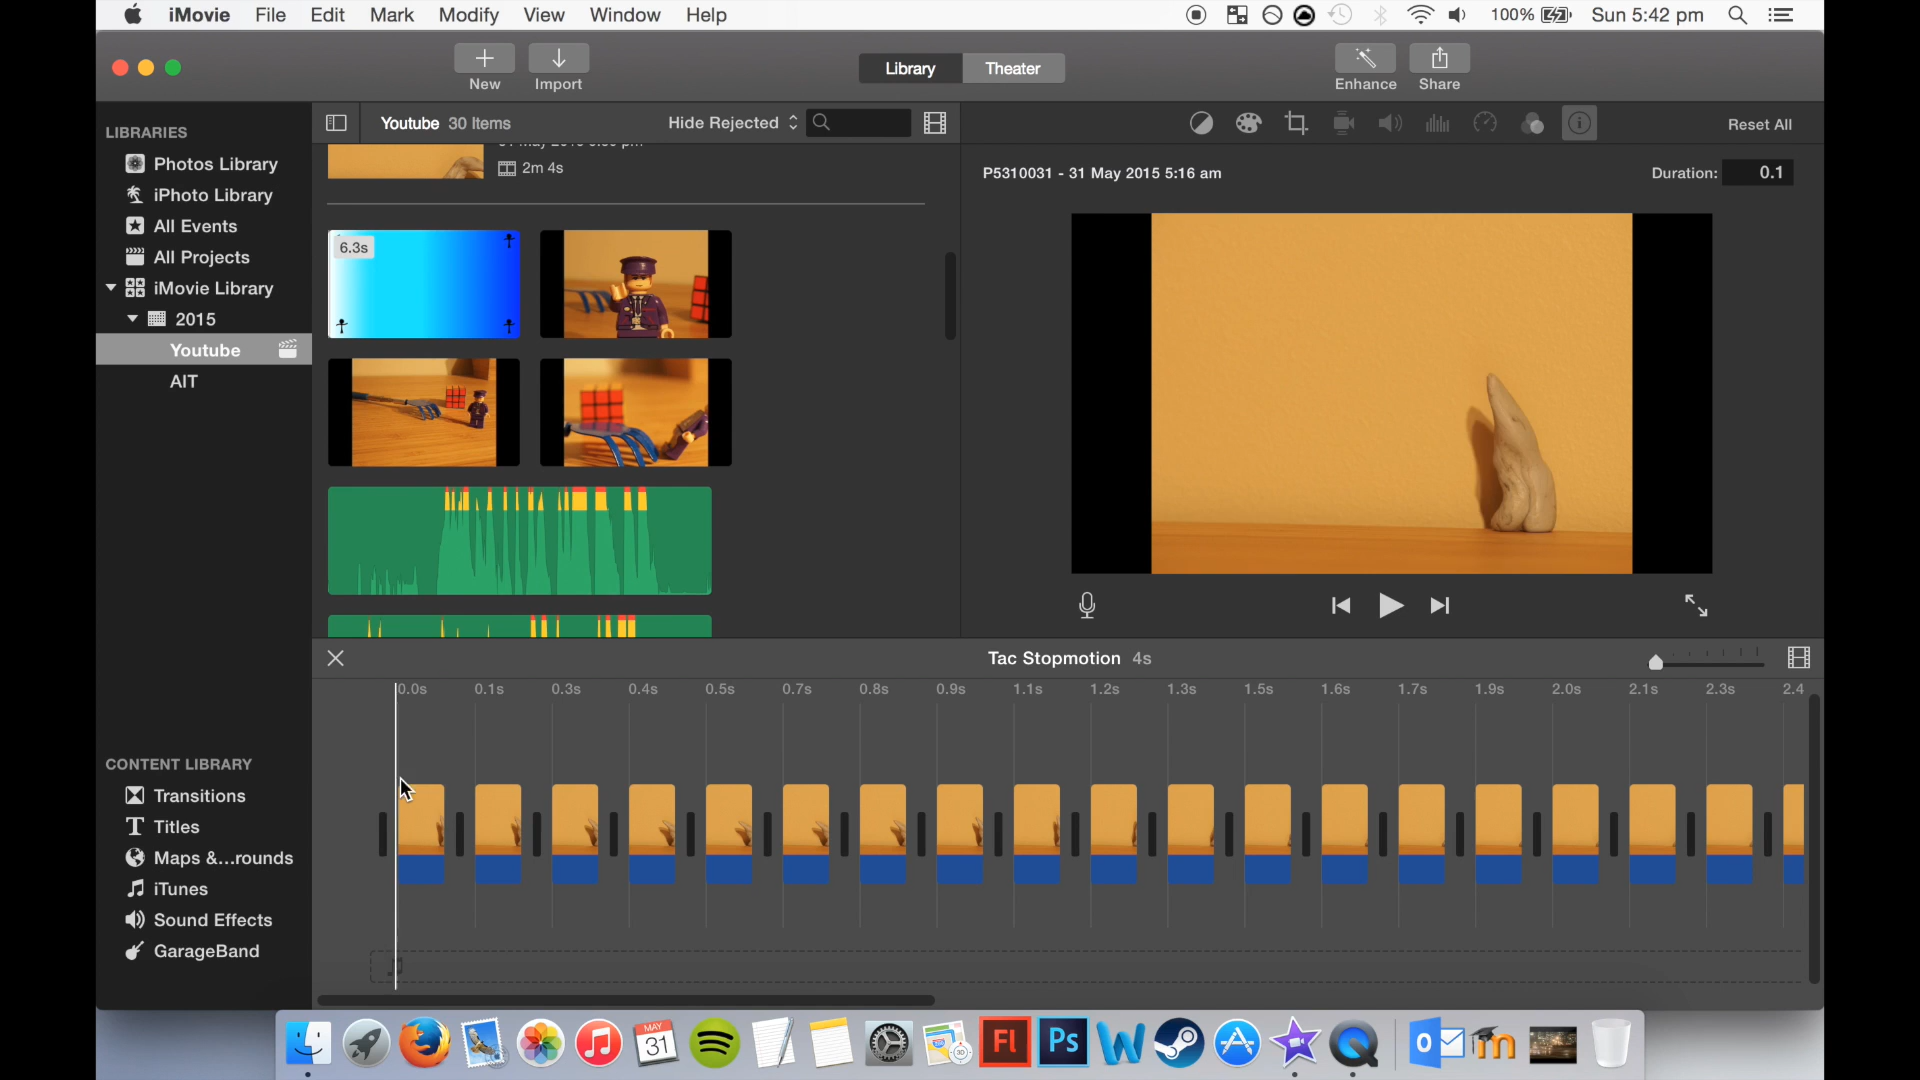 iMovie File Edit Mark Modify View Window Help 100% Sun 5:42 pm
New Import Library Theater Enhance Share
LIBRARIES
Photos Library
iPhoto Library
All Events
All Projects
iMovie Library
2015
Youtube
AIT
CONTENT LIBRARY
Transitions
Titles
Maps &...rounds
iTunes
Sound Effects
GarageBand
Youtube 30 Items Hide Rejected
2m 4s
6.3s
Reset All
P5310031 - 31 May 2015 5:16 am Duration: 0.1
Tac Stopmotion 4s
0.0s 0.1s 0.3s 0.4s 0.5s 0.7s 0.8s 0.9s 1.1s 1.2s 1.3s 1.5s 1.6s 1.7s 1.9s 2.0s 2.1s 2.3s 2.4
MAY
31
3D
Fl
Ps
W
O
m